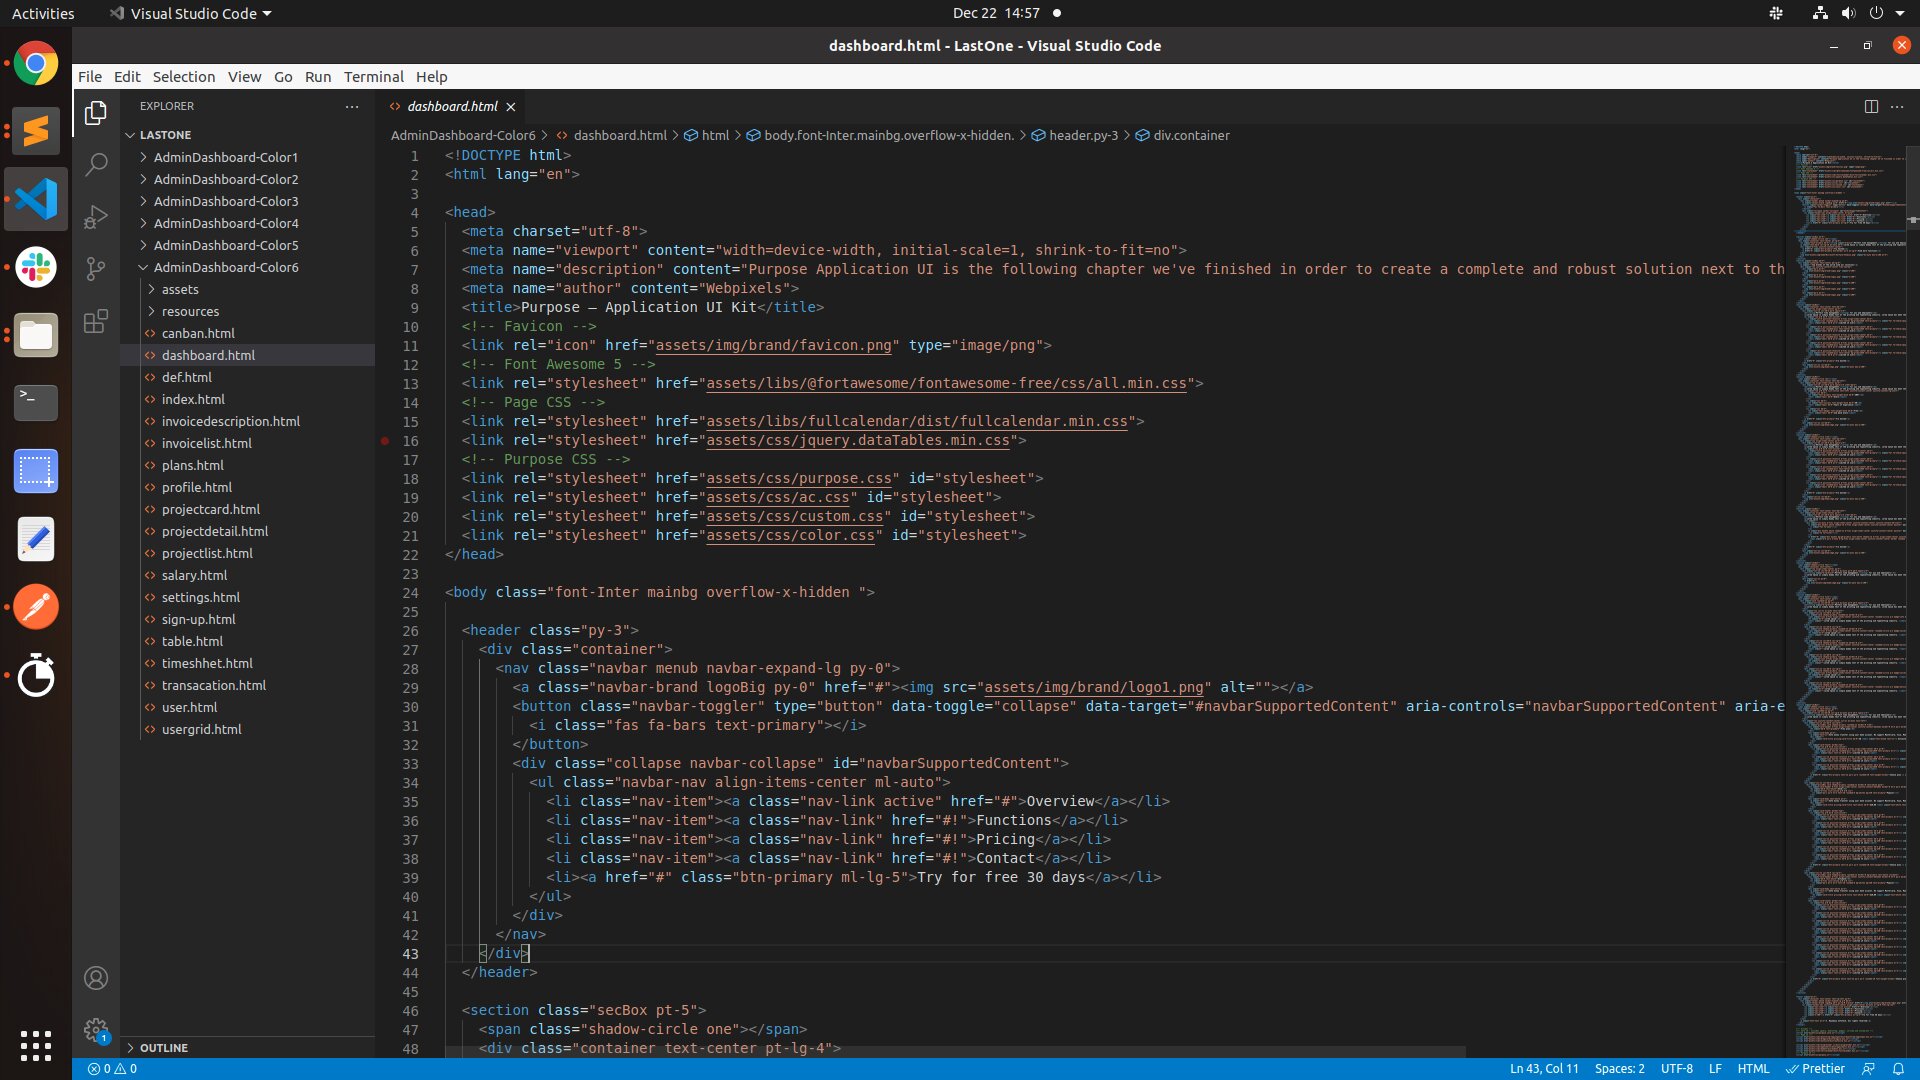 Activities Visual Studio Code Dec 22 14:57
dashboard.html - LastOne - Visual Studio Code
File Edit Selection View Go Run Terminal Help
EXPLORER
LASTONE
AdminDashboard-Color1
AdminDashboard-Color2
AdminDashboard-Color3
AdminDashboard-Color4
AdminDashboard-Color5
AdminDashboard-Color6
assets
resources
canban.html
dashboard.html
def.html
index.html
invoicedescription.html
invoicelist.html
plans.html
profile.html
projectcard.html
projectdetail.html
projectlist.html
salary.html
settings.html
sign-up.html
table.html
timeshhet.html
transacation.html
user.html
usergrid.html
OUTLINE
dashboard.html
AdminDashboard-Color6 > dashboard.html > html > body.font-Inter.mainbg.overflow-x-hidden. > header.py-3 > div.container
1 <!DOCTYPE html>
2 <html lang="en">
3
4 <head>
5 <meta charset="utf-8">
6 <meta name="viewport" content="width=device-width, initial-scale=1, shrink-to-fit=no">
7 <meta name="description" content="Purpose Application UI is the following chapter we've finished in order to create a complete and robust solution next to th
8 <meta name="author" content="Webpixels">
9 <title>Purpose – Application UI Kit</title>
10 <!-- Favicon -->
11 <link rel="icon" href="assets/img/brand/favicon.png" type="image/png">
12 <!-- Font Awesome 5 -->
13 <link rel="stylesheet" href="assets/libs/@fortawesome/fontawesome-free/css/all.min.css">
14 <!-- Page CSS -->
15 <link rel="stylesheet" href="assets/libs/fullcalendar/dist/fullcalendar.min.css">
16 <link rel="stylesheet" href="assets/css/jquery.dataTables.min.css">
17 <!-- Purpose CSS -->
18 <link rel="stylesheet" href="assets/css/purpose.css" id="stylesheet">
19 <link rel="stylesheet" href="assets/css/ac.css" id="stylesheet">
20 <link rel="stylesheet" href="assets/css/custom.css" id="stylesheet">
21 <link rel="stylesheet" href="assets/css/color.css" id="stylesheet">
22 </head>
23
24 <body class="font-Inter mainbg overflow-x-hidden ">
25
26 <header class="py-3">
27 <div class="container">
28 <nav class="navbar menub navbar-expand-lg py-0">
29 <a class="navbar-brand logoBig py-0" href="#"><img src="assets/img/brand/logo1.png" alt=""></a>
30 <button class="navbar-toggler" type="button" data-toggle="collapse" data-target="#navbarSupportedContent" aria-controls="navbarSupportedContent" aria-e
31 <i class="fas fa-bars text-primary"></i>
32 </button>
33 <div class="collapse navbar-collapse" id="navbarSupportedContent">
34 <ul class="navbar-nav align-items-center ml-auto">
35 <li class="nav-item"><a class="nav-link active" href="#">Overview</a></li>
36 <li class="nav-item"><a class="nav-link" href="#!">Functions</a></li>
37 <li class="nav-item"><a class="nav-link" href="#!">Pricing</a></li>
38 <li class="nav-item"><a class="nav-link" href="#!">Contact</a></li>
39 <li><a href="#" class="btn-primary ml-lg-5">Try for free 30 days</a></li>
40 </ul>
41 </div>
42 </nav>
43 </div>
44 </header>
45
46 <section class="secBox pt-5">
47 <span class="shadow-circle one"></span>
48 <div class="container text-center pt-lg-4">
0 0 Ln 43, Col 11 Spaces: 2 UTF-8 LF HTML Prettier
1